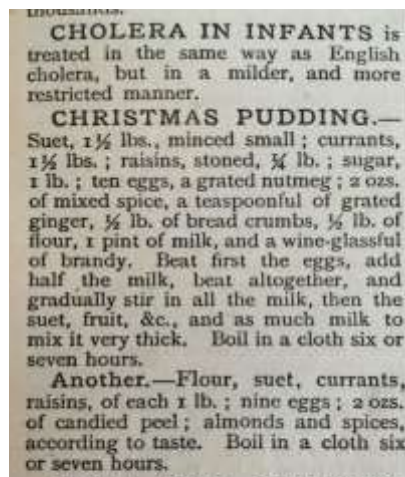 thousands.
CHOLERA IN INFANTS is
treated in the same way as English
cholera, but in a milder, and more
restricted manner.
CHRISTMAS PUDDING.—
Suet, 1½ lbs., minced small ; currants,
1½ lbs. ; raisins, stoned, ¾ lb. ; sugar,
1 lb. ; ten eggs, a grated nutmeg ; 2 ozs.
of mixed spice, a teaspoonful of grated
ginger, ½ lb. of bread crumbs, ½ lb. of
flour, 1 pint of milk, and a wine-glassful
of brandy. Beat first the eggs, add
half the milk, beat altogether, and
gradually stir in all the milk, then the
suet, fruit, &c., and as much milk to
mix it very thick. Boil in a cloth six or
seven hours.
Another.—Flour, suet, currants,
raisins, of each 1 lb. ; nine eggs ; 2 ozs.
of candied peel ; almonds and spices,
according to taste. Boil in a cloth six
or seven hours.